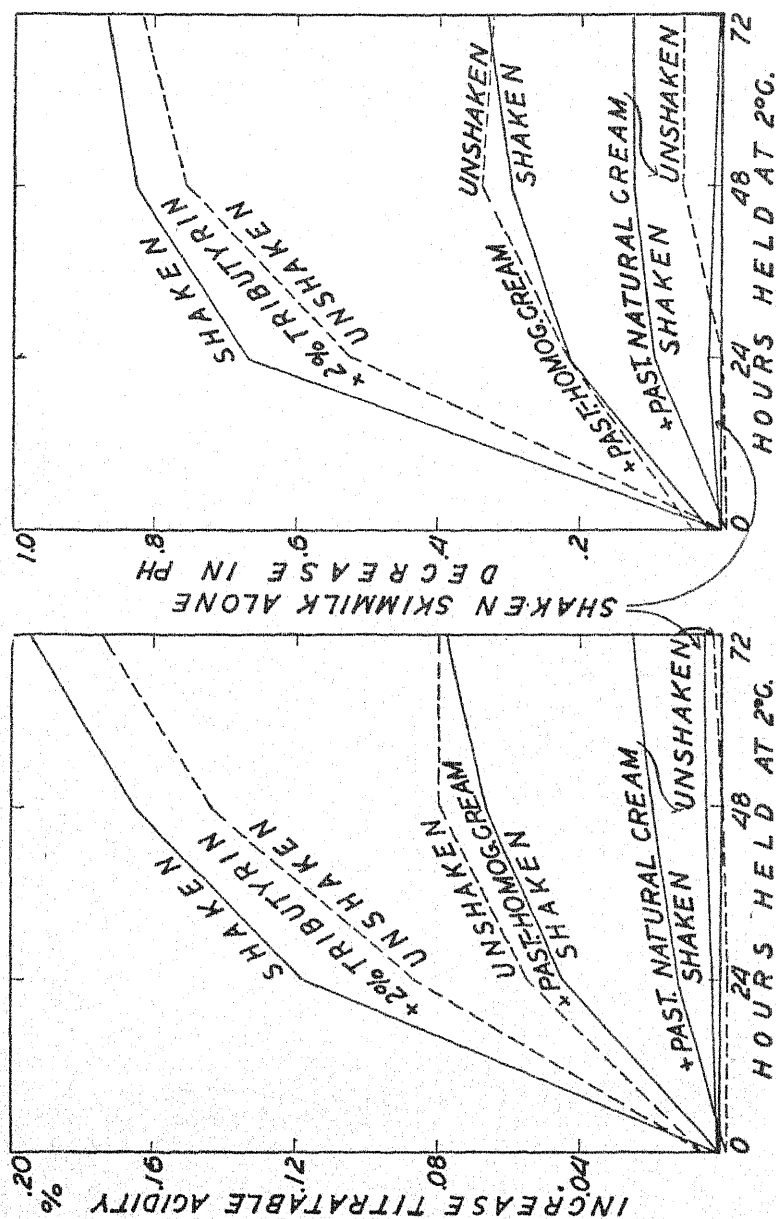 INCREASE TITRATABLE ACIDITY
%
.20
.16
.12
.08
.04
0
24
48
72
HOURS HELD AT 2°C.
SHAKEN
+2% TRIBUTYRIN
UNSHAKEN
UNSHAKEN
+PAST.-HOMOG. CREAM
SHAKEN
+PAST. NATURAL CREAM
SHAKEN
UNSHAKEN
SHAKEN SKIMMILK ALONE
DECREASE IN PH
1.0
.8
.6
.4
.2
0
24
48
72
HOURS HELD AT 2°C.
SHAKEN
+2% TRIBUTYRIN
UNSHAKEN
UNSHAKEN
+PAST.-HOMOG. CREAM
SHAKEN
+PAST. NATURAL CREAM
SHAKEN
UNSHAKEN